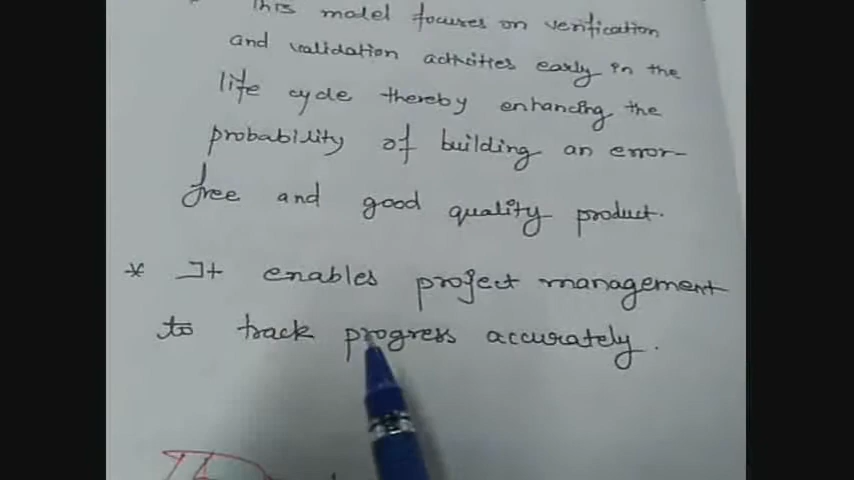 This model focuses on verification
and validation activities early in the
life cycle thereby enhancing the
probability of building an error-
free and good quality product.
* It enables project management
to track progress accurately.